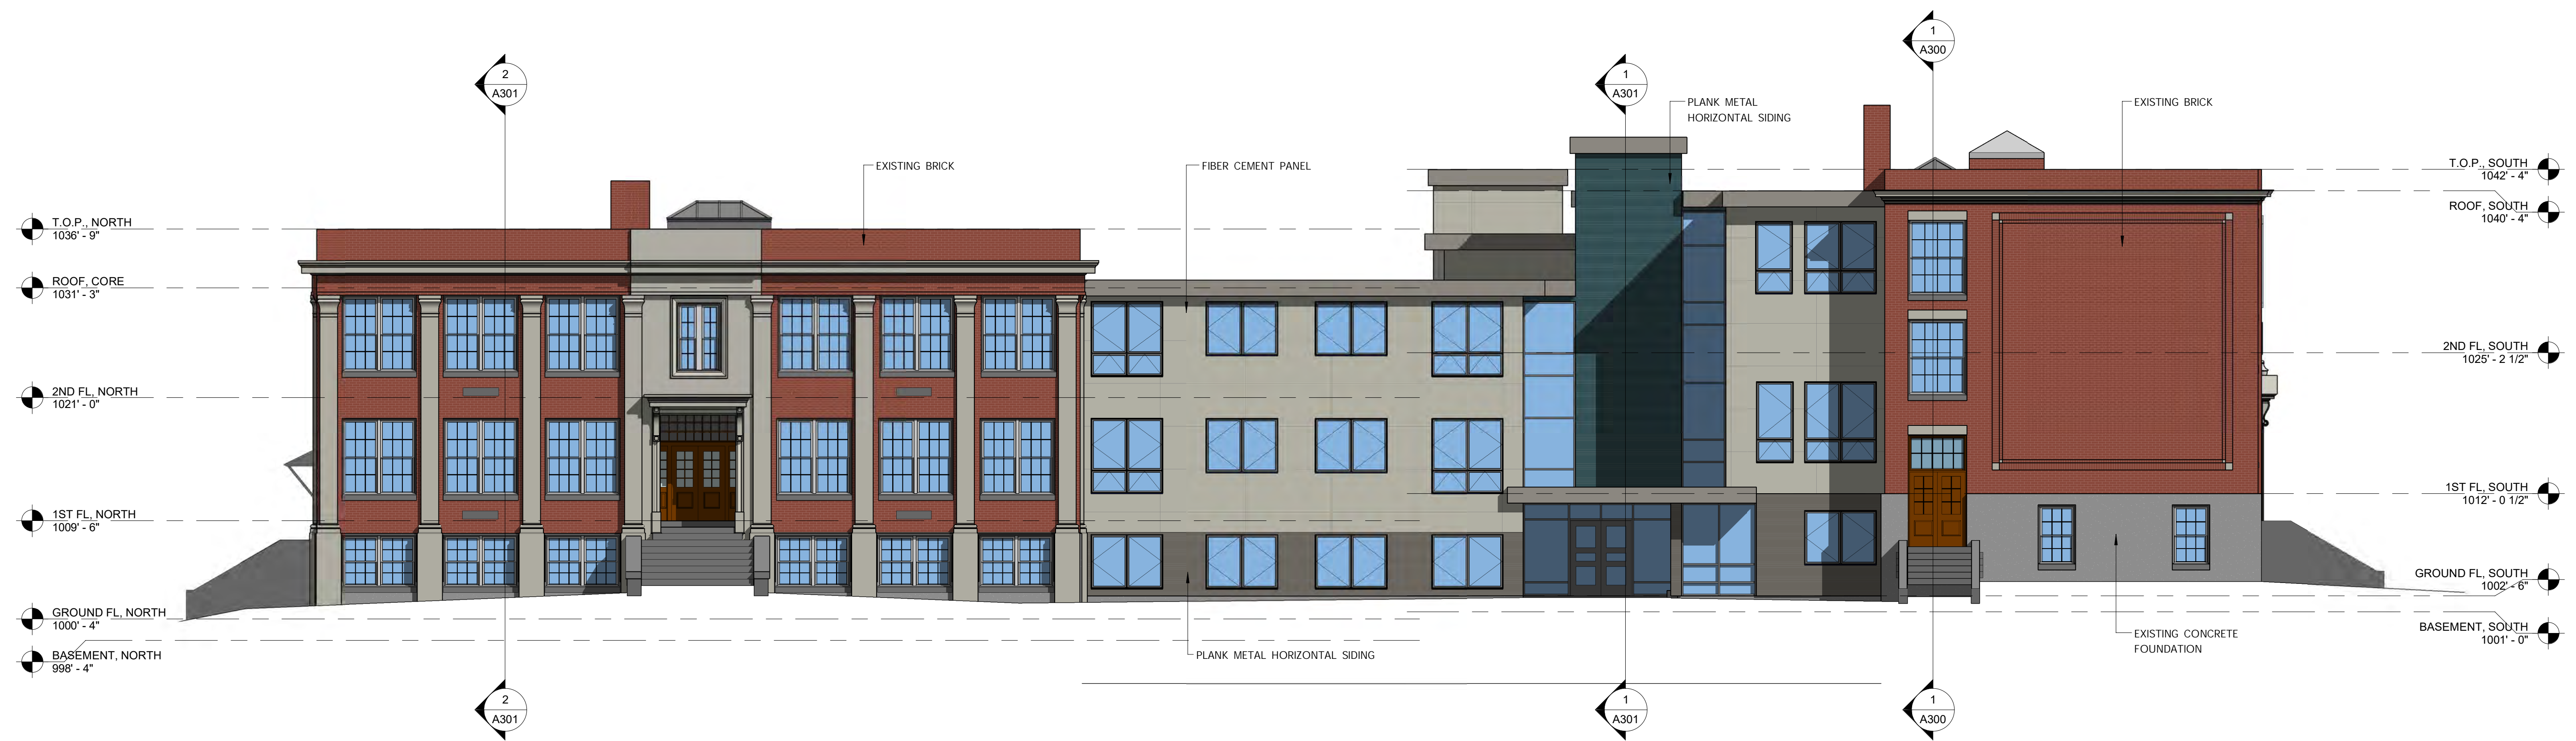 1
A300
2
A301
1
A301
PLANK METAL
HORIZONTAL SIDING
EXISTING BRICK
EXISTING BRICK
FIBER CEMENT PANEL
T.O.P., SOUTH
1042' - 4"
ROOF, SOUTH
1040' - 4"
T.O.P., NORTH
1036' - 9"
ROOF, CORE
1031' - 3"
2ND FL, SOUTH
1025' - 2 1/2"
2ND FL, NORTH
1021' - 0"
1ST FL, SOUTH
1012' - 0 1/2"
1ST FL, NORTH
1009' - 6"
GROUND FL, SOUTH
1002' - 6"
GROUND FL, NORTH
1000' - 4"
BASEMENT, SOUTH
1001' - 0"
EXISTING CONCRETE
FOUNDATION
BASEMENT, NORTH
998' - 4"
PLANK METAL HORIZONTAL SIDING
2
A301
1
A301
1
A300